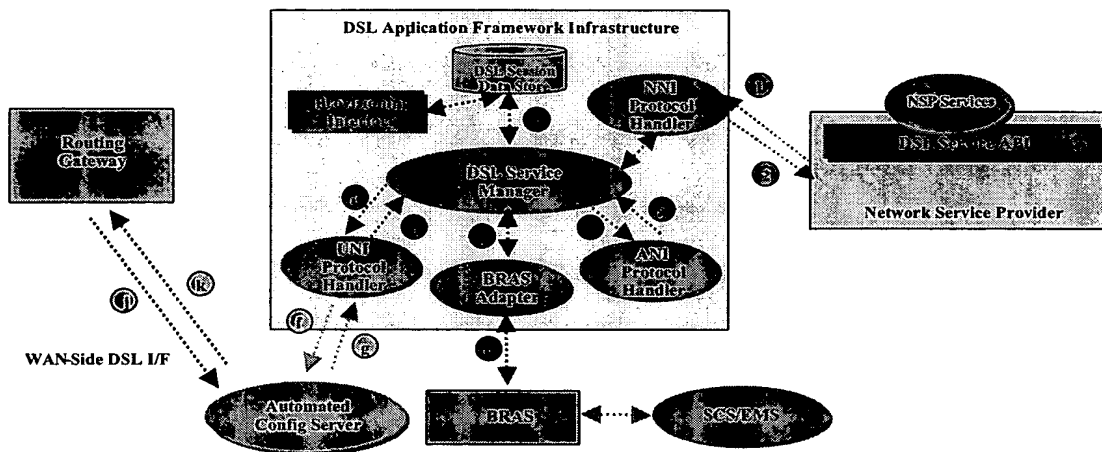 DSL Application Framework Infrastructure
DSL Session
Data Store
NNI
Protocol
Handler
NSP Services
DSL Service API
Network Service Provider
Routing
Gateway
DSL Service
Manager
UNI
Protocol
Handler
BRAS
Adapter
ANI
Protocol
Handler
j
k
f
g
WAN-Side DSL I/F
Automated
Config Server
BRAS
SCS/EMS